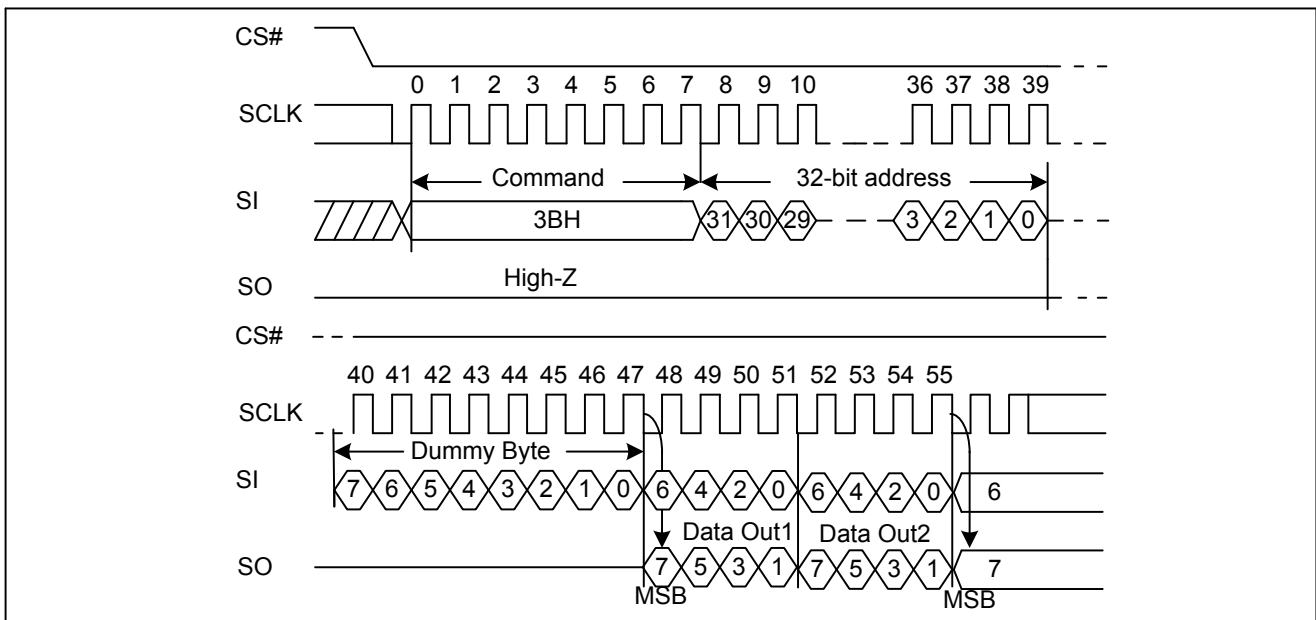 CS#
0 1 2 3 4 5 6 7 8 9 10 36 37 38 39
SCLK
Command 32-bit address
SI
3BH 31 30 29 3 2 1 0
High-Z
SO
CS#
40 41 42 43 44 45 46 47 48 49 50 51 52 53 54 55
SCLK
Dummy Byte
SI
7 6 5 4 3 2 1 0 6 4 2 0 6 4 2 0 6
Data Out1 Data Out2
SO
7 5 3 1 7 5 3 1 7
MSB MSB